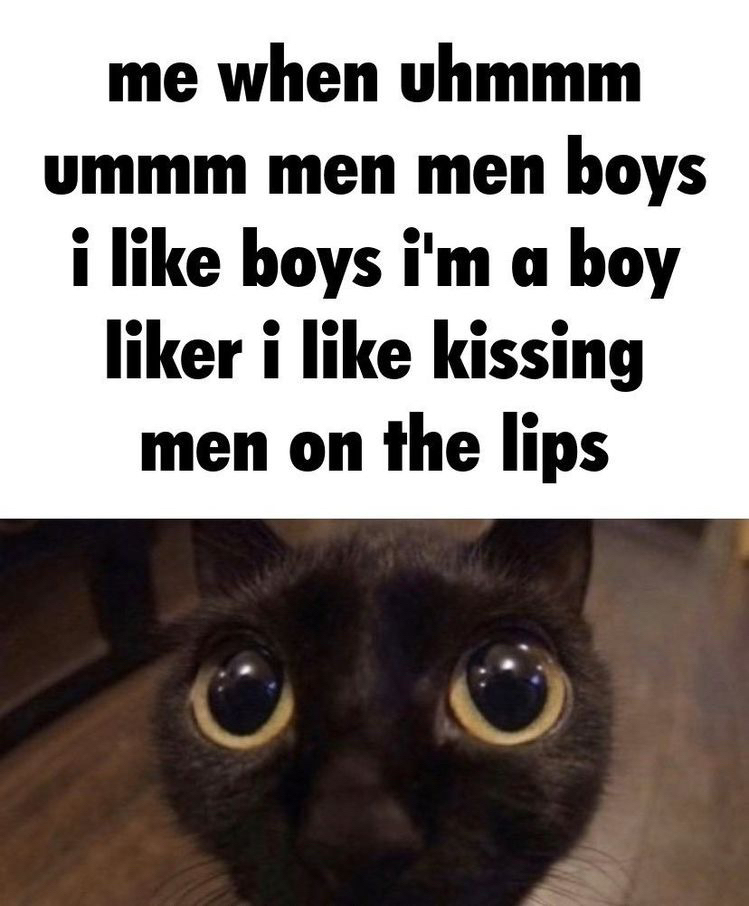 me when uhmmm
ummm men men boys
i like boys i'm a boy
liker i like kissing
men on the lips